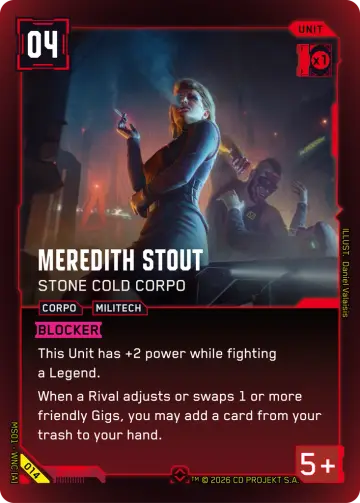 04
UNIT
x1
MEREDITH STOUT
STONE COLD CORPO
CORPO
MILITECH
BLOCKER
This Unit has +2 power while fighting
a Legend.
When a Rival adjusts or swaps 1 or more
friendly Gigs, you may add a card from your
trash to your hand.
ILLUST. Daniel Valaisis
014
5+
™ © 2026 CD PROJEKT S.A.